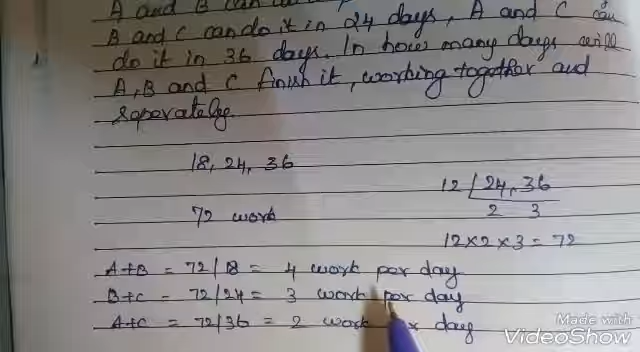 A and B can do
B and C can do it in 24 days, A and C can
do it in 36 days. In how many days will
A, B and C finish it, working together and
separately.
18, 24, 36
12 24, 36
2 3
72 work
12×2×3 = 72
A+B = 72/18 = 4 work per day
B+C = 72/24 = 3 work per day
A+C = 72/36 = 2 work day
Made with
VideoShow